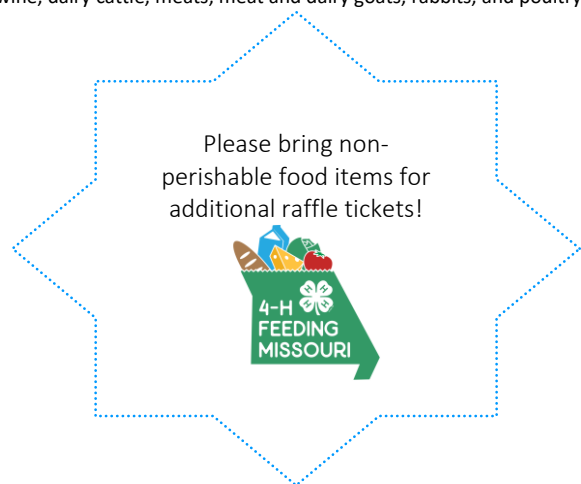 wine, dairy cattle, meats, meat and dairy goats, rabbits, and poultry
Please bring non-
perishable food items for
additional raffle tickets!
4-H
H H H H
FEEDING
MISSOURI